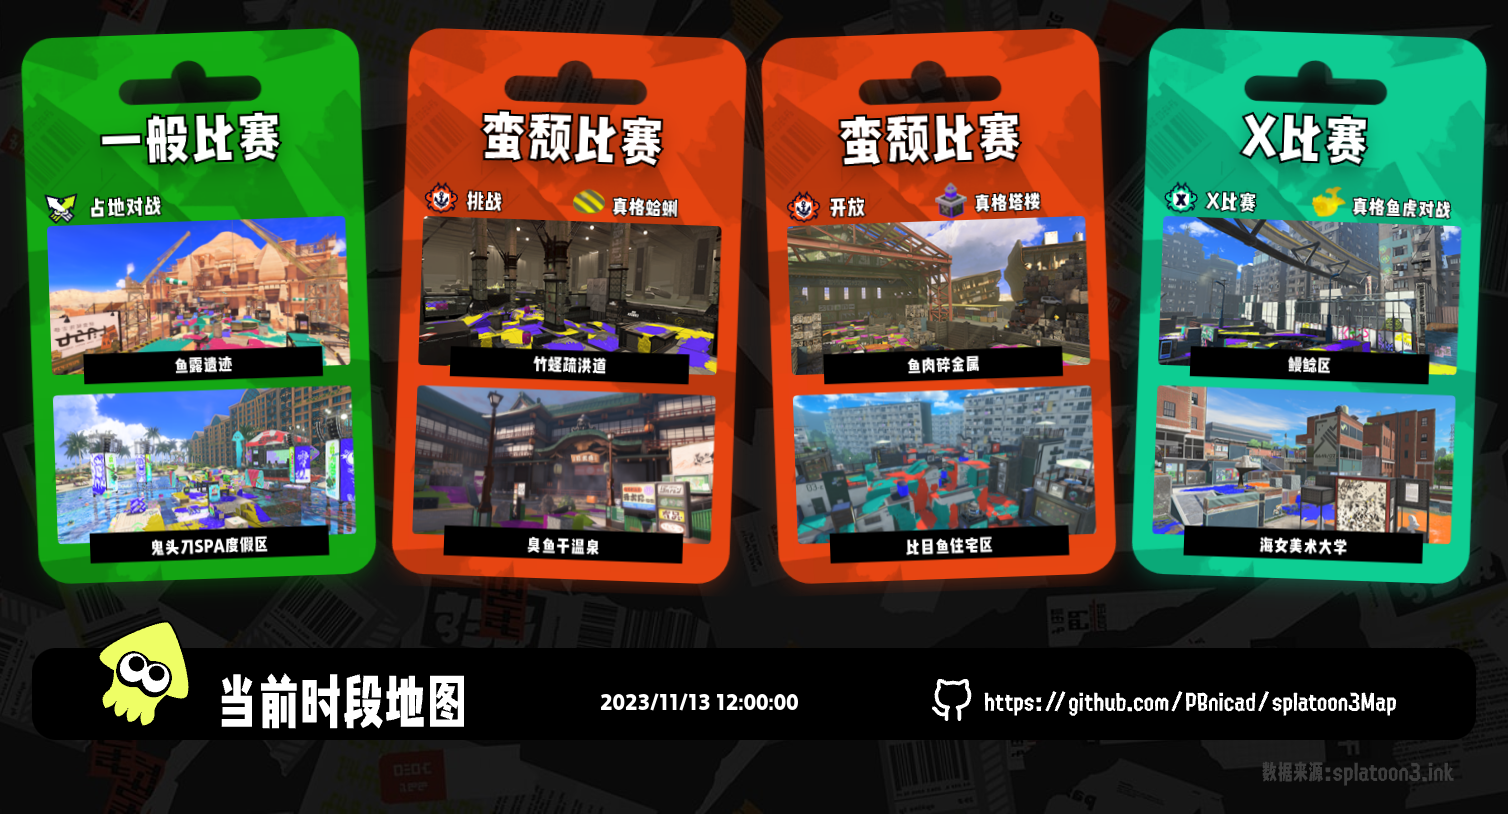 一般比赛
占地对战
鱼露遗迹
鬼头刀SPA度假区
蛮颓比赛
挑战
真格蛤蜊
竹蛏疏洪道
臭鱼干温泉
蛮颓比赛
开放
真格塔楼
鱼肉碎金属
比目鱼住宅区
X比赛
X比赛
真格鱼虎对战
鳗鲶区
海女美术大学
当前时段地图
2023/11/13 12:00:00
https://github.com/PBnicad/splatoon3Map
数据来源:splatoon3.ink